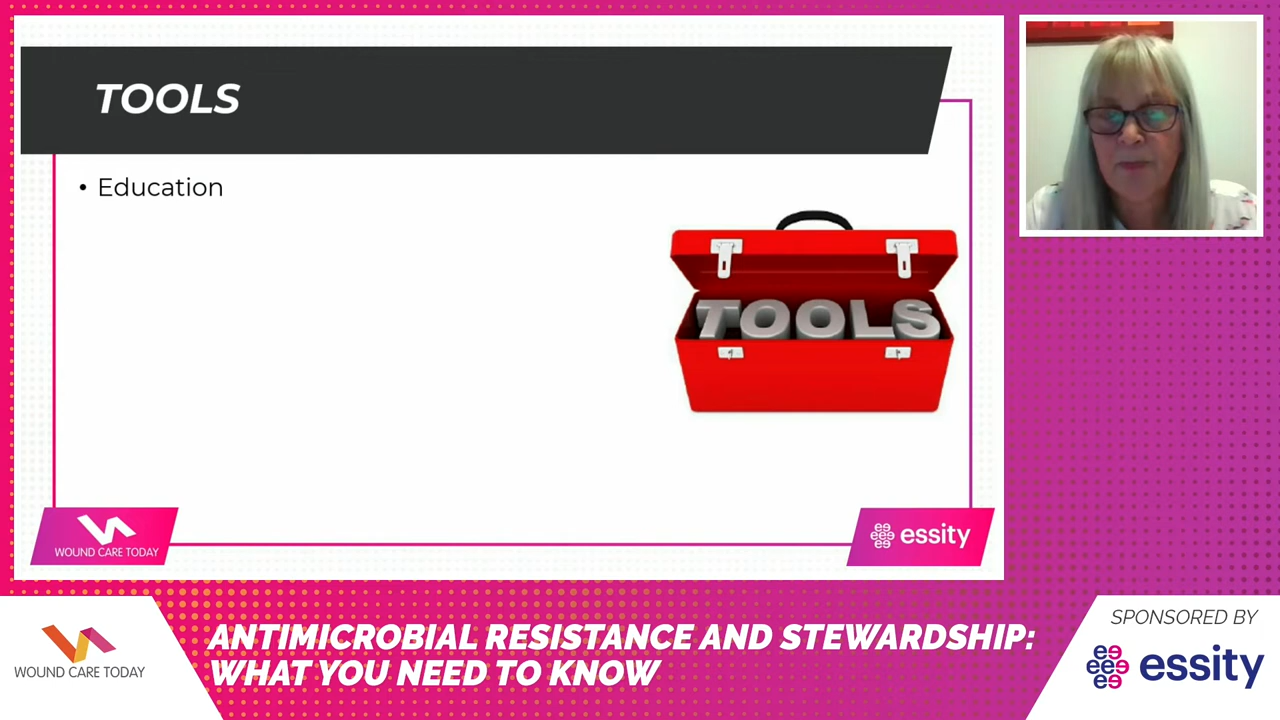 TOOLS
• Education
TOOLS
WOUND CARE TODAY
essity
ANTIMICROBIAL RESISTANCE AND STEWARDSHIP:
WHAT YOU NEED TO KNOW
WOUND CARE TODAY
SPONSORED BY
essity